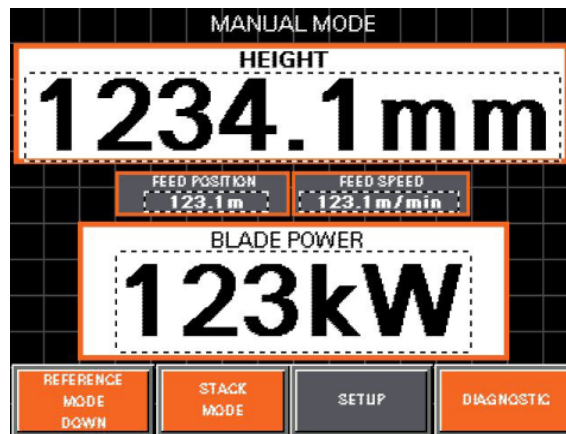 MANUAL MODE
HEIGHT
1234.1mm
FEED POSITION
123.1m
FEED SPEED
123.1m/min
BLADE POWER
123kW
REFERENCE
MODE
DOWN
STACK
MODE
SETUP
DIAGNOSTIC